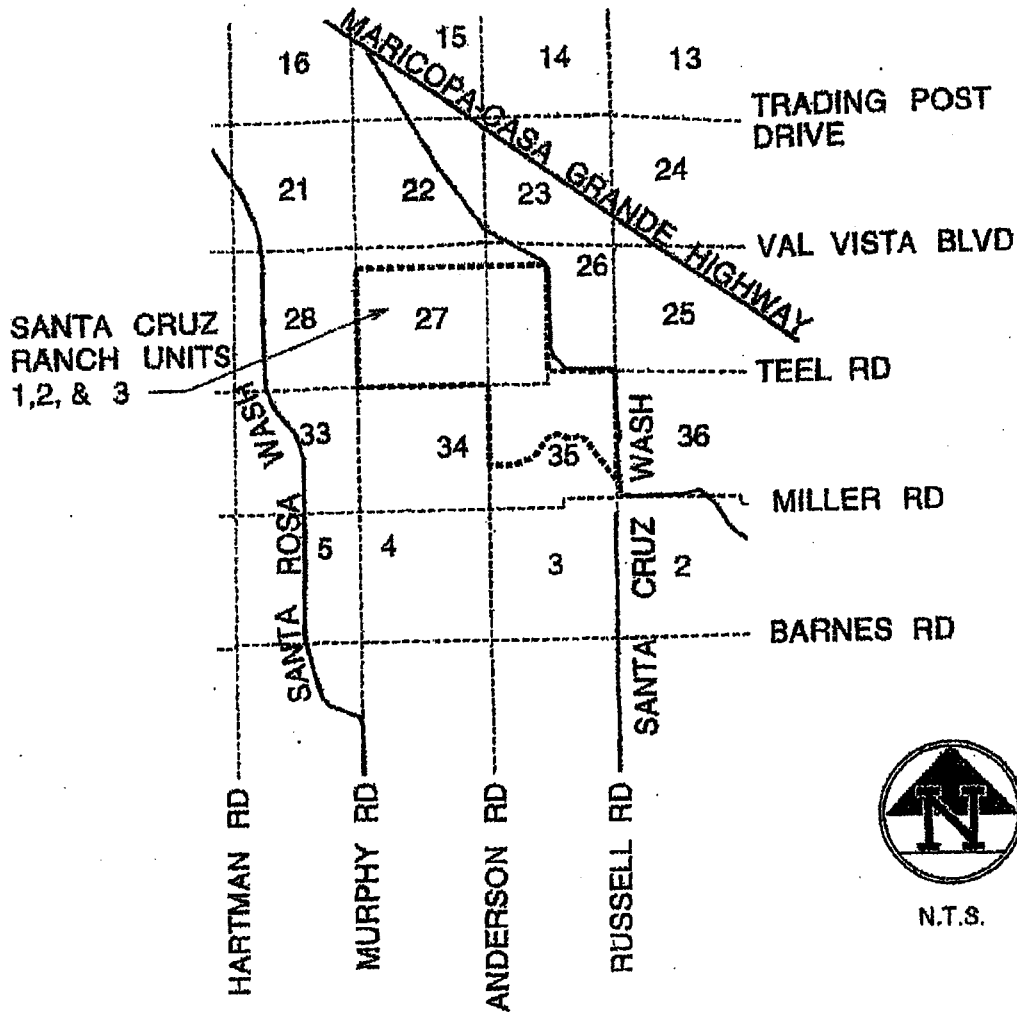 15
16
14
13
MARICOPA-CASA GRANDE HIGHWAY
TRADING POST
DRIVE
24
21
22
23
VAL VISTA BLVD
26
SANTA CRUZ
RANCH UNITS
1,2, & 3
28
27
25
TEEL RD
WASH
33
34
35
WASH
36
MILLER RD
SANTA ROSA
5
4
3
CRUZ
2
BARNES RD
SANTA
HARTMAN RD
MURPHY RD
ANDERSON RD
RUSSELL RD
N
N.T.S.